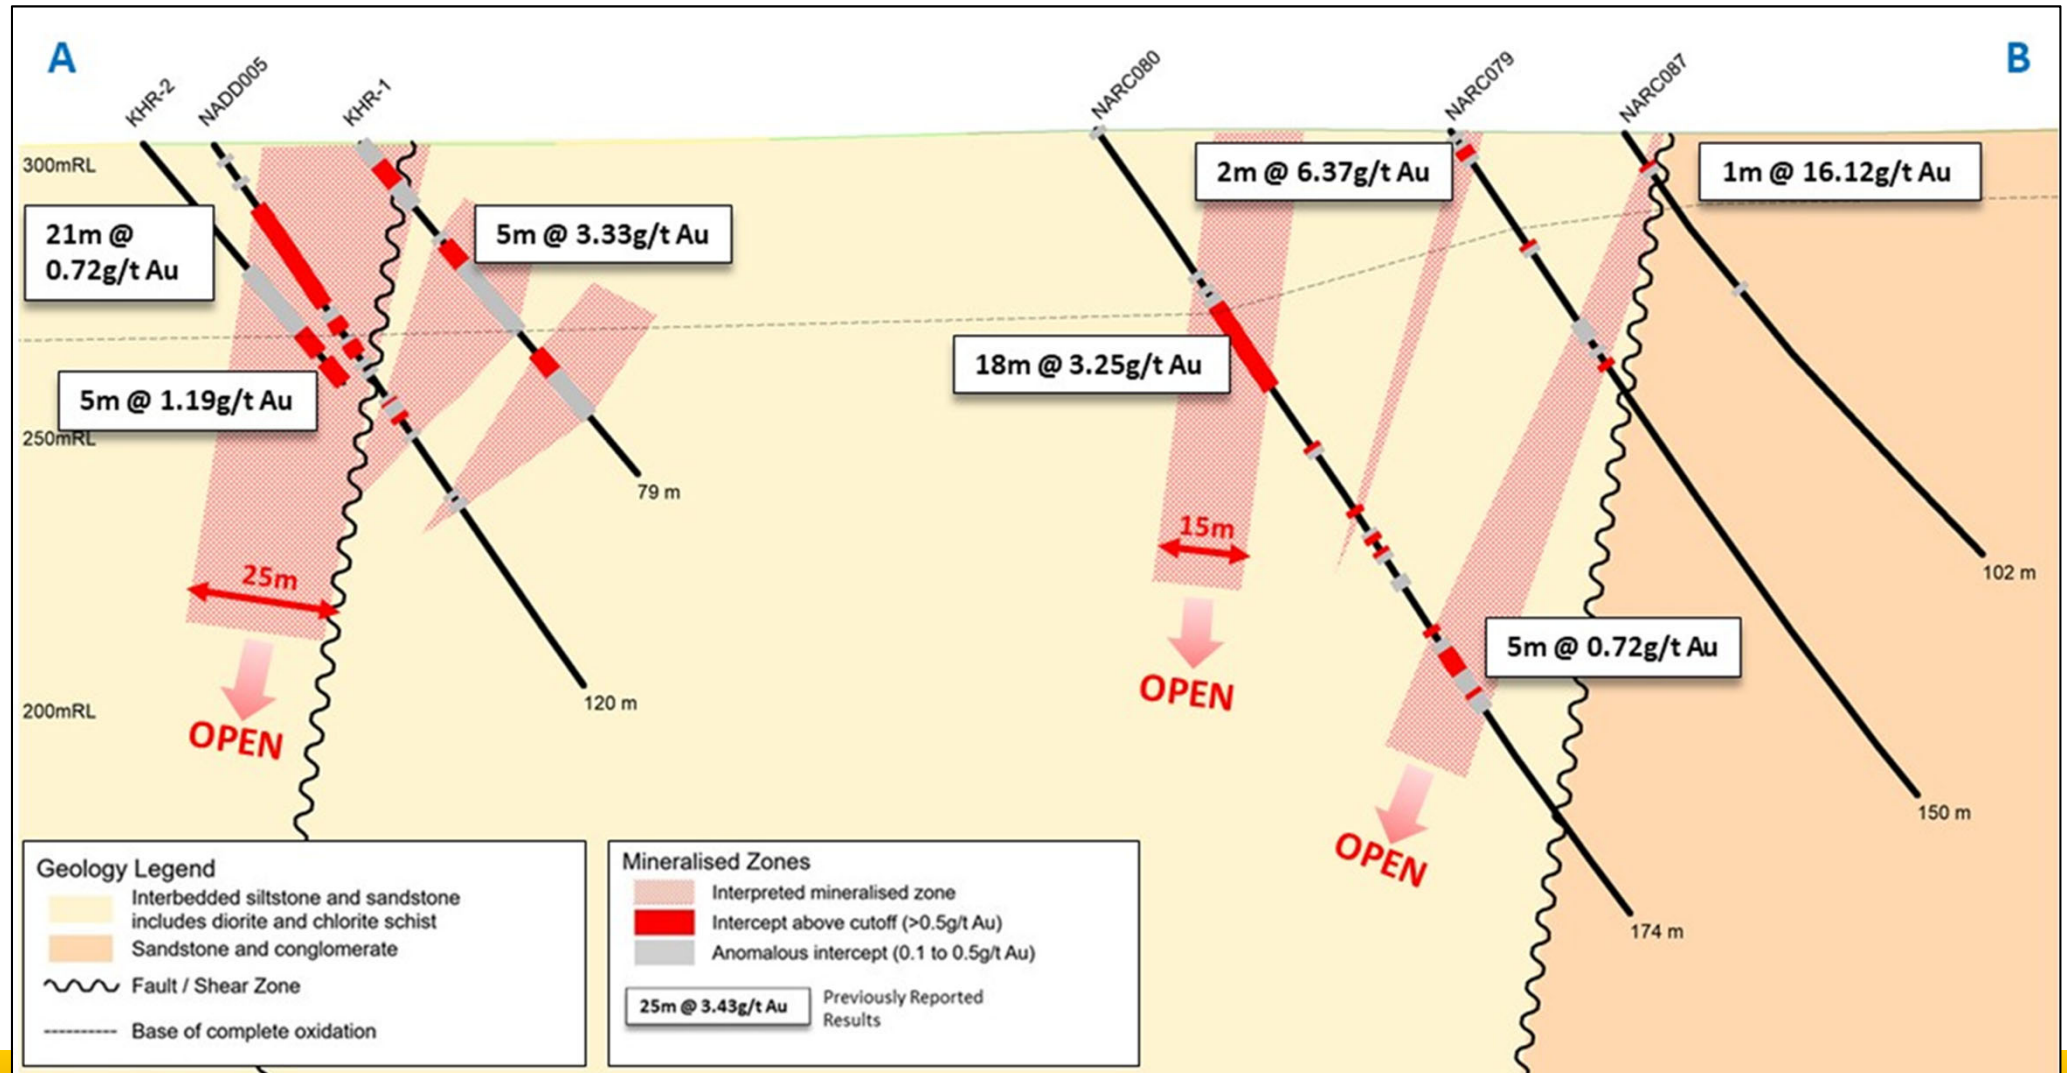 A
B
KHR-2
NADD005
KHR-1
NARC080
NARC079
NARC087
300mRL
21m @
0.72g/t Au
5m @ 3.33g/t Au
2m @ 6.37g/t Au
1m @ 16.12g/t Au
18m @ 3.25g/t Au
5m @ 1.19g/t Au
250mRL
79 m
15m
102 m
25m
5m @ 0.72g/t Au
120 m
200mRL
OPEN
OPEN
OPEN
150 m
174 m
Geology Legend
Interbedded siltstone and sandstone
includes diorite and chlorite schist
Sandstone and conglomerate
Fault / Shear Zone
Base of complete oxidation
Mineralised Zones
Interpreted mineralised zone
Intercept above cutoff (>0.5g/t Au)
Anomalous intercept (0.1 to 0.5g/t Au)
25m @ 3.43g/t Au
Previously Reported
Results